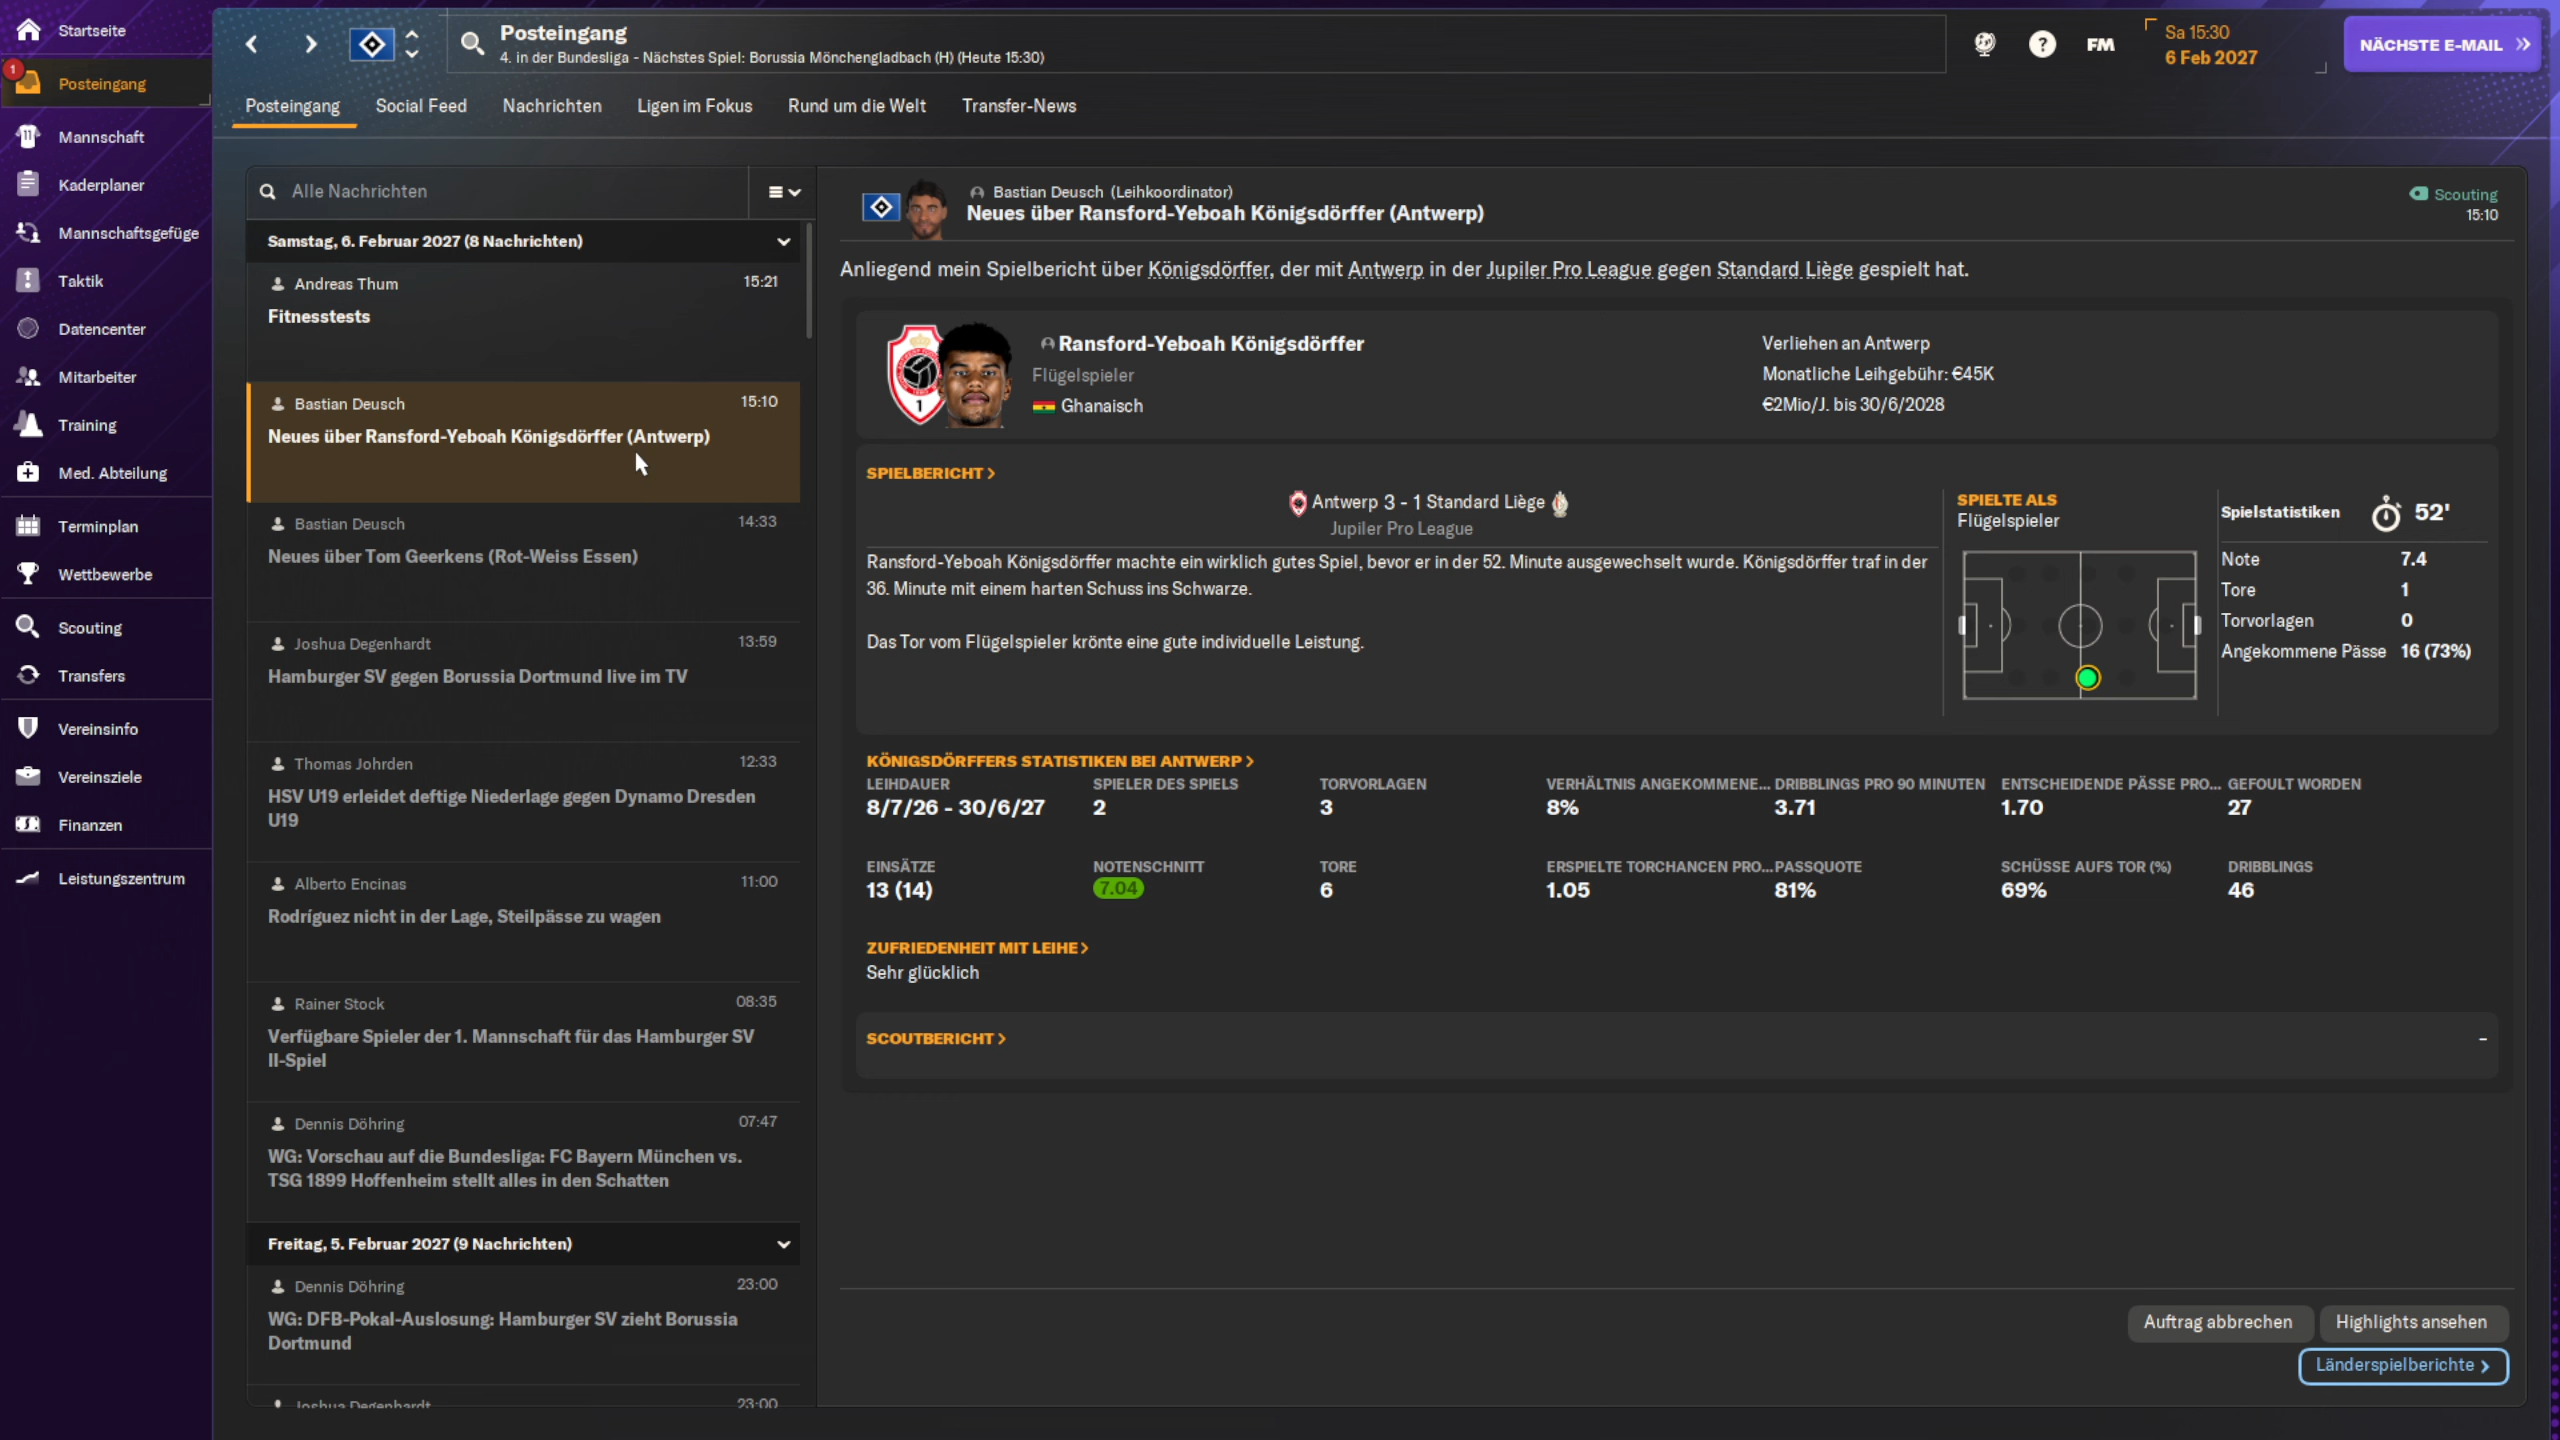 Startseite
1
Posteingang
Mannschaft
Kaderplaner
Mannschaftsgefüge
Taktik
Datencenter
Mitarbeiter
Training
Med. Abteilung
Terminplan
Wettbewerbe
Scouting
Transfers
Vereinsinfo
Vereinsziele
Finanzen
Leistungszentrum
Posteingang
4. in der Bundesliga - Nächstes Spiel: Borussia Mönchengladbach (H) (Heute 15:30)
?
FM
Sa 15:30
6 Feb 2027
NÄCHSTE E-MAIL
Posteingang Social Feed Nachrichten Ligen im Fokus Rund um die Welt Transfer-News
Alle Nachrichten
Samstag, 6. Februar 2027 (8 Nachrichten)
Andreas Thum 15:21
Fitnesstests
Bastian Deusch 15:10
Neues über Ransford-Yeboah Königsdörffer (Antwerp)
Bastian Deusch 14:33
Neues über Tom Geerkens (Rot-Weiss Essen)
Joshua Degenhardt 13:59
Hamburger SV gegen Borussia Dortmund live im TV
Thomas Johrden 12:33
HSV U19 erleidet deftige Niederlage gegen Dynamo Dresden
U19
Alberto Encinas 11:00
Rodríguez nicht in der Lage, Steilpässe zu wagen
Rainer Stock 08:35
Verfügbare Spieler der 1. Mannschaft für das Hamburger SV
II-Spiel
Dennis Döhring 07:47
WG: Vorschau auf die Bundesliga: FC Bayern München vs.
TSG 1899 Hoffenheim stellt alles in den Schatten
Freitag, 5. Februar 2027 (9 Nachrichten)
Dennis Döhring 23:00
WG: DFB-Pokal-Auslosung: Hamburger SV zieht Borussia
Dortmund
Joshua Degenhardt 23:00
Bastian Deusch (Leihkoordinator)
Neues über Ransford-Yeboah Königsdörffer (Antwerp)
Scouting
15:10
Anliegend mein Spielbericht über Königsdörffer, der mit Antwerp in der Jupiler Pro League gegen Standard Liège gespielt hat.
Ransford-Yeboah Königsdörffer
Flügelspieler
Ghanaisch
Verliehen an Antwerp
Monatliche Leihgebühr: €45K
€2Mio/J. bis 30/6/2028
SPIELBERICHT
Antwerp 3 - 1 Standard Liège
Jupiler Pro League
Ransford-Yeboah Königsdörffer machte ein wirklich gutes Spiel, bevor er in der 52. Minute ausgewechselt wurde. Königsdörffer traf in der
36. Minute mit einem harten Schuss ins Schwarze.
Das Tor vom Flügelspieler krönte eine gute individuelle Leistung.
SPIELTE ALS
Flügelspieler
Spielstatistiken 52'
Note 7.4
Tore 1
Torvorlagen 0
Angekommene Pässe 16 (73%)
KÖNIGSDÖRFFERS STATISTIKEN BEI ANTWERP
LEIHDAUER SPIELER DES SPIELS TORVORLAGEN VERHÄLTNIS ANGEKOMMENE... DRIBBLINGS PRO 90 MINUTEN ENTSCHEIDENDE PÄSSE PRO... GEFOULT WORDEN
8/7/26 - 30/6/27 2 3 8% 3.71 1.70 27
EINSÄTZE NOTENSCHNITT TORE ERSPIELTE TORCHANCEN PRO... PASSQUOTE SCHÜSSE AUFS TOR (%) DRIBBLINGS
13 (14) 7.04 6 1.05 81% 69% 46
ZUFRIEDENHEIT MIT LEIHE
Sehr glücklich
SCOUTBERICHT -
Auftrag abbrechen Highlights ansehen
Länderspielberichte